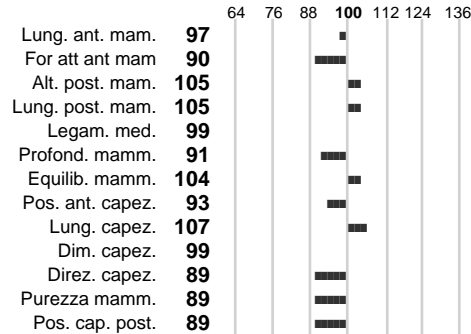 64 76 88 100 112 124 136
Lung. ant. mam. 97
For att ant mam 90
Alt. post. mam. 105
Lung. post. mam. 105
Legam. med. 99
Profond. mamm. 91
Equilib. mamm. 104
Pos. ant. capez. 93
Lung. capez. 107
Dim. capez. 99
Direz. capez. 89
Purezza mamm. 89
Pos. cap. post. 89